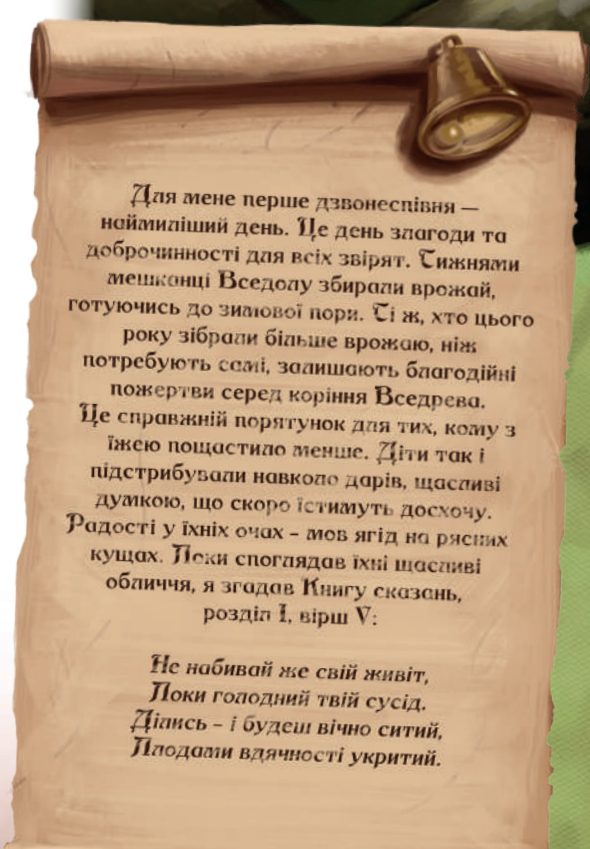 Для мене перше дзвонеспівня —
наймиліший день. Це день злагоди та
доброчинності для всіх звірят. Тижнями
мешканці Вседолу збирали врожай,
готуючись до зимової пори. Ті ж, хто цього
року зібрали більше врожаю, ніж
потребують самі, залишають благодійні
пожертви серед коріння Вседрева.
Це справжній порятунок для тих, кому з
їжею пощастило менше. Діти так і
підстрибували навколо дарів, щасливі
думкою, що скоро їстимуть досхочу.
Радості у їхніх очах – мов ягід на рясних
кущах. Поки споглядав їхні щасливі
обличчя, я згадав Книгу сказань,
розділ I, вірш V:
Не набивай же свій живіт,
Поки голодний твій сусід.
Ділись – і будеш вічно ситий,
Плодами вдячності укритий.